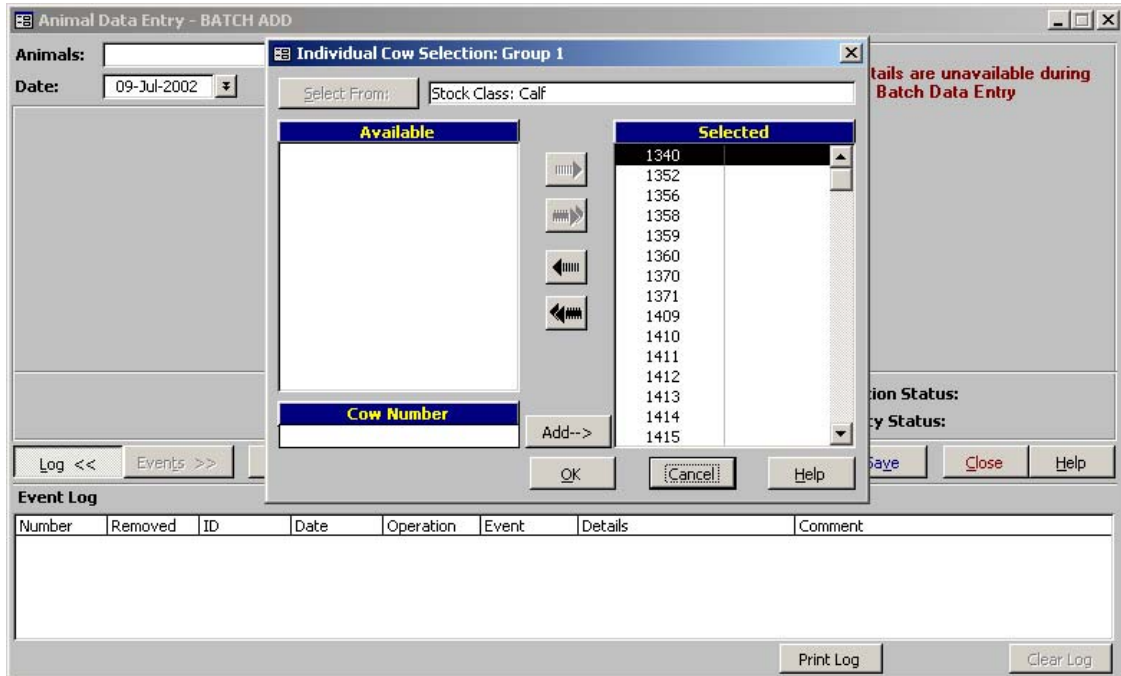 Animal Data Entry - BATCH ADD
Animals:
Date: 09-Jul-2002
tails are unavailable during
Batch Data Entry
Individual Cow Selection: Group 1
Select From: Stock Class: Calf
Available
Selected
1340
1352
1356
1358
1359
1360
1370
1371
1409
1410
1411
1412
1413
1414
1415
Cow Number
Add-->
OK Cancel Help
tion Status:
cy Status:
Log << Events >> Save Close Help
Event Log
Number Removed ID Date Operation Event Details Comment
Print Log Clear Log